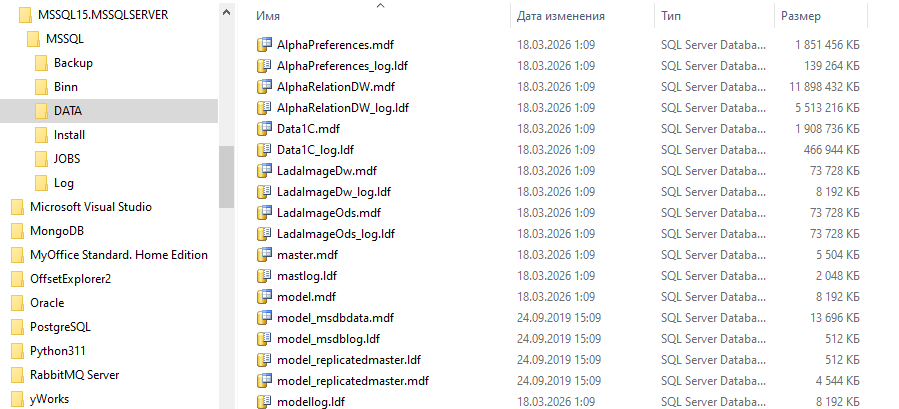 MSSQL15.MSSQLSERVER
MSSQL
Backup
Binn
DATA
Install
JOBS
Log
Microsoft Visual Studio
MongoDB
MyOffice Standard. Home Edition
OffsetExplorer2
Oracle
PostgreSQL
Python311
RabbitMQ Server
yWorks
Имя Дата изменения Тип Размер
AlphaPreferences.mdf 18.03.2026 1:09 SQL Server Databa... 1 851 456 КБ
AlphaPreferences_log.ldf 18.03.2026 1:09 SQL Server Databa... 139 264 КБ
AlphaRelationDW.mdf 18.03.2026 1:09 SQL Server Databa... 11 898 432 КБ
AlphaRelationDW_log.ldf 18.03.2026 1:09 SQL Server Databa... 5 513 216 КБ
Data1C.mdf 18.03.2026 1:09 SQL Server Databa... 1 908 736 КБ
Data1C_log.ldf 18.03.2026 1:09 SQL Server Databa... 466 944 КБ
LadaImageDw.mdf 18.03.2026 1:09 SQL Server Databa... 73 728 КБ
LadaImageDw_log.ldf 18.03.2026 1:09 SQL Server Databa... 8 192 КБ
LadaImageOds.mdf 18.03.2026 1:09 SQL Server Databa... 73 728 КБ
LadaImageOds_log.ldf 18.03.2026 1:09 SQL Server Databa... 73 728 КБ
master.mdf 18.03.2026 1:09 SQL Server Databa... 5 504 КБ
mastlog.ldf 18.03.2026 1:09 SQL Server Databa... 2 048 КБ
model.mdf 18.03.2026 1:09 SQL Server Databa... 8 192 КБ
model_msdbdata.mdf 24.09.2019 15:09 SQL Server Databa... 13 696 КБ
model_msdblog.ldf 24.09.2019 15:09 SQL Server Databa... 512 КБ
model_replicatedmaster.ldf 24.09.2019 15:09 SQL Server Databa... 512 КБ
model_replicatedmaster.mdf 24.09.2019 15:09 SQL Server Databa... 4 544 КБ
modellog.ldf 18.03.2026 1:09 SQL Server Databa... 8 192 КБ